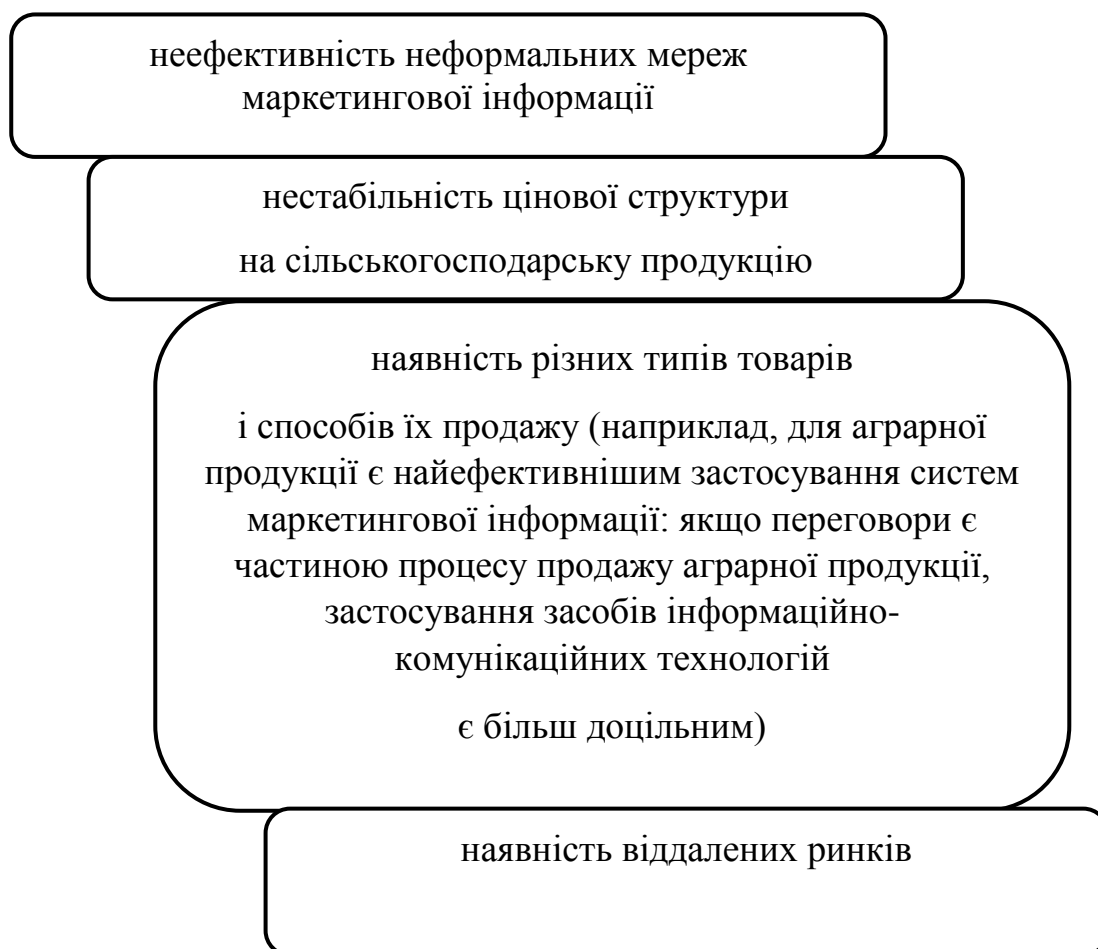 неефективність неформальних мереж
маркетингової інформації
нестабільність цінової структури
на сільськогосподарську продукцію
наявність різних типів товарів
і способів їх продажу (наприклад, для аграрної
продукції є найефективнішим застосування систем
маркетингової інформації: якщо переговори є
частиною процесу продажу аграрної продукції,
застосування засобів інформаційно-
комунікаційних технологій
є більш доцільним)
наявність віддалених ринків